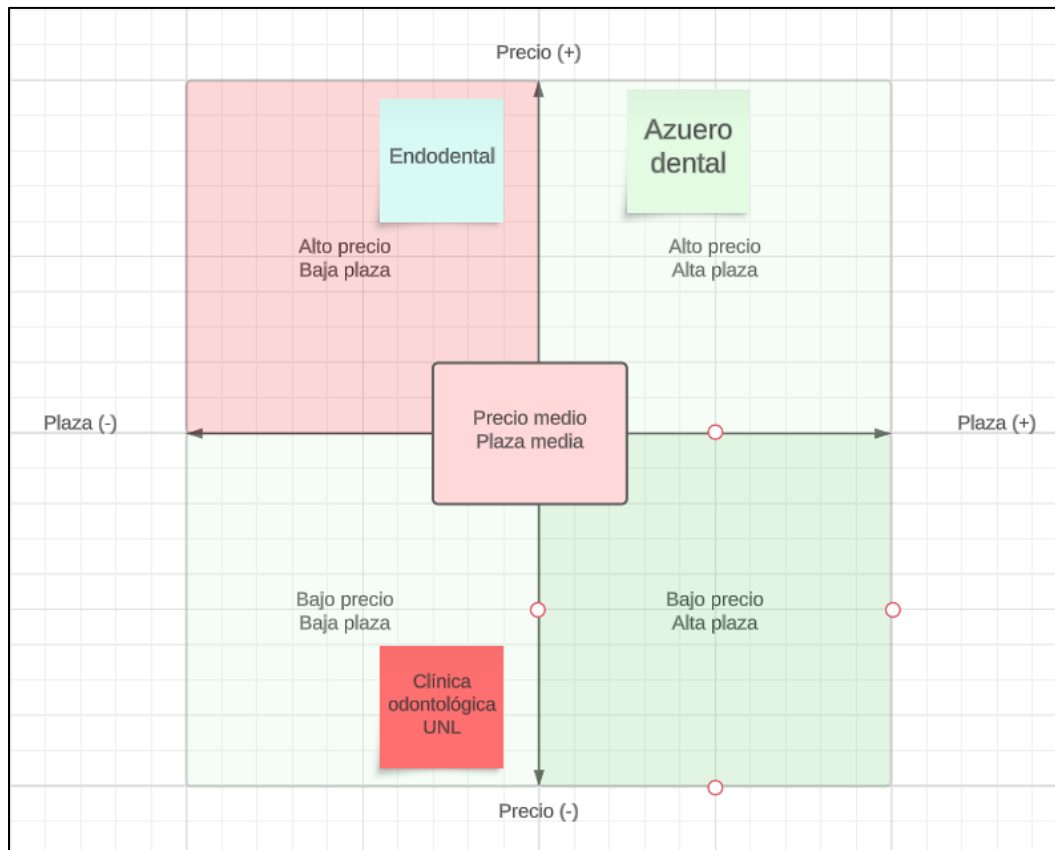 Precio (+)
Endodental
Azuero
dental
Alto precio
Baja plaza
Alto precio
Alta plaza
Plaza (-)
Precio medio
Plaza media
Plaza (+)
Bajo precio
Baja plaza
Bajo precio
Alta plaza
Clínica
odontológica
UNL
Precio (-)